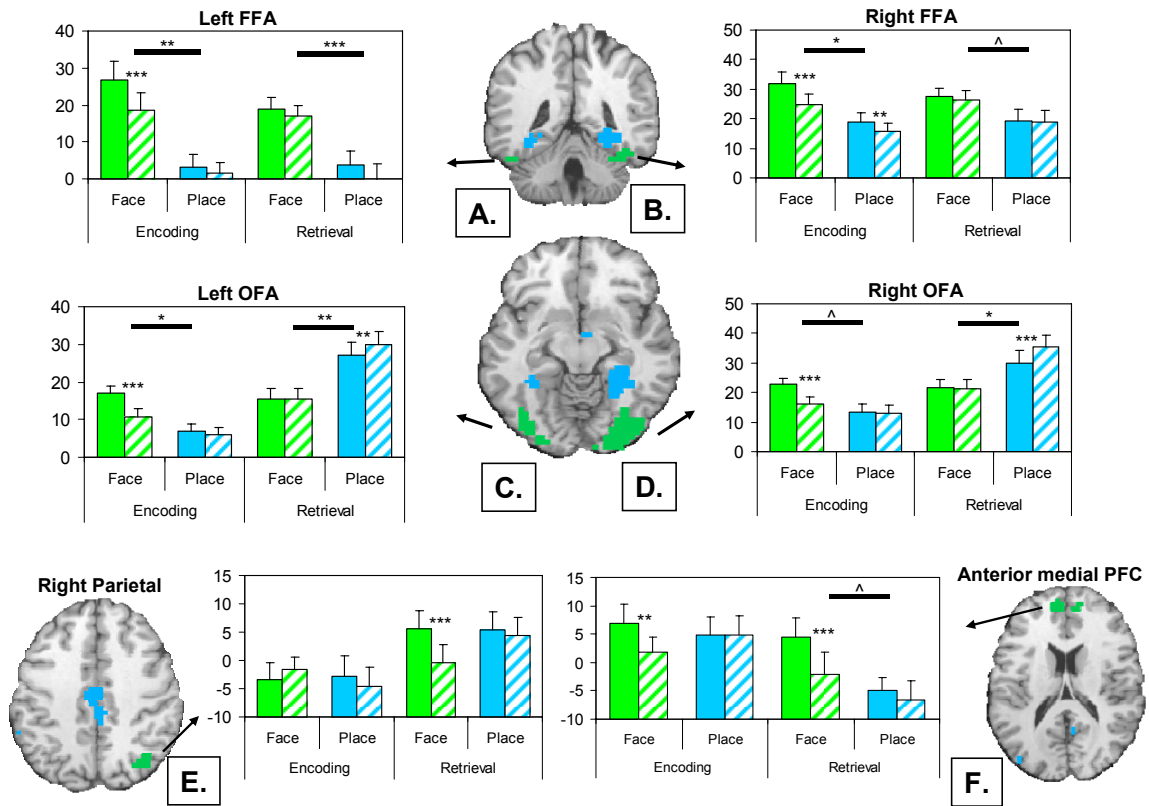 Left FFA
40
30
20
10
0
**
***
***
Face Place Face Place
Encoding Retrieval
A.
B.
Right FFA
50
40
30
20
10
0
*
^
***
**
Face Place Face Place
Encoding Retrieval
Left OFA
40
30
20
10
0
*
**
**
***
Face Place Face Place
Encoding Retrieval
C.
D.
Right OFA
50
40
30
20
10
0
^
*
***
***
Face Place Face Place
Encoding Retrieval
Right Parietal
E.
15
10
5
0
-5
-10
***
Face Place Face Place
Encoding Retrieval
15
10
5
0
-5
-10
^
**
***
Face Place Face Place
Encoding Retrieval
Anterior medial PFC
F.